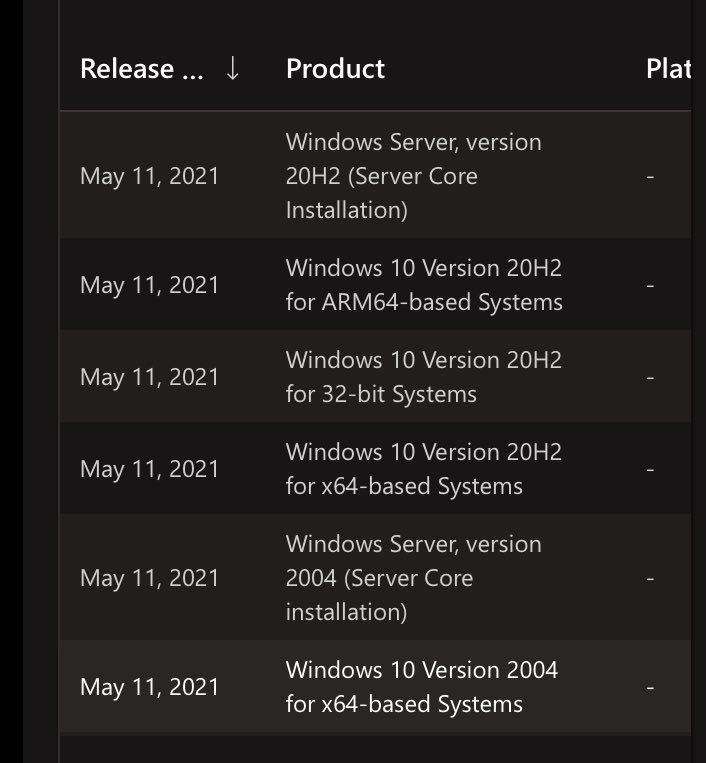 Release ... ↓ Product Plat
May 11, 2021
Windows Server, version
20H2 (Server Core
Installation)
-
May 11, 2021
Windows 10 Version 20H2
for ARM64-based Systems
-
May 11, 2021
Windows 10 Version 20H2
for 32-bit Systems
-
May 11, 2021
Windows 10 Version 20H2
for x64-based Systems
-
May 11, 2021
Windows Server, version
2004 (Server Core
installation)
-
May 11, 2021
Windows 10 Version 2004
for x64-based Systems
-